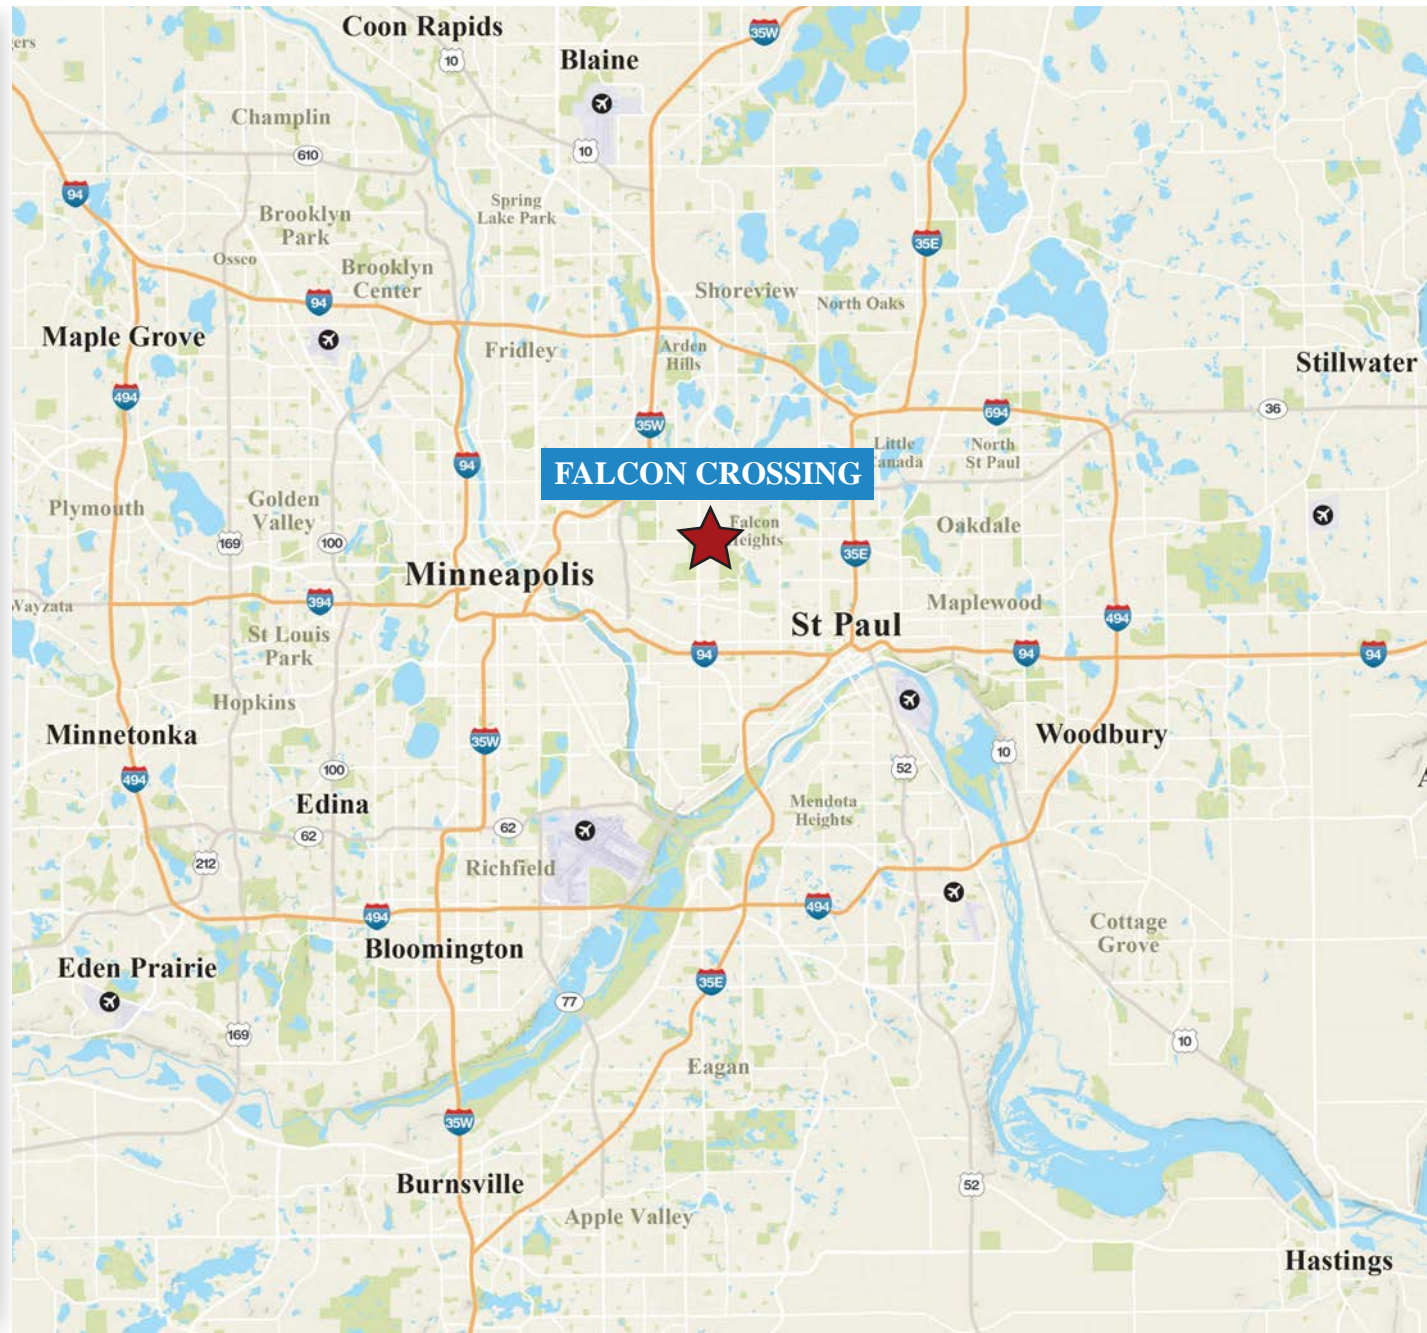 Coon Rapids
35W
10
Blaine
Champlin
610
10
94
Spring
Lake Park
Brooklyn
Park
35E
Osseo
Brooklyn
Center
Shoreview
North Oaks
94
Maple Grove
Fridley
Arden
Hills
Stillwater
494
694
36
35W
Little
North
St Paul
94
FALCON CROSSING
Plymouth
Golden
Valley
Falcon
Oakdale
169
100
35E
Minneapolis
394
Wayzata
Maplewood
494
St Paul
St Louis
Park
94
94
94
Hopkins
Minnetonka
35W
Woodbury
10
494
100
52
Edina
Mendota
Heights
62
62
212
Richfield
494
494
Cottage
Grove
Bloomington
Eden Prairie
35E
77
169
10
Eagan
35W
Burnsville
52
Apple Valley
Hastings